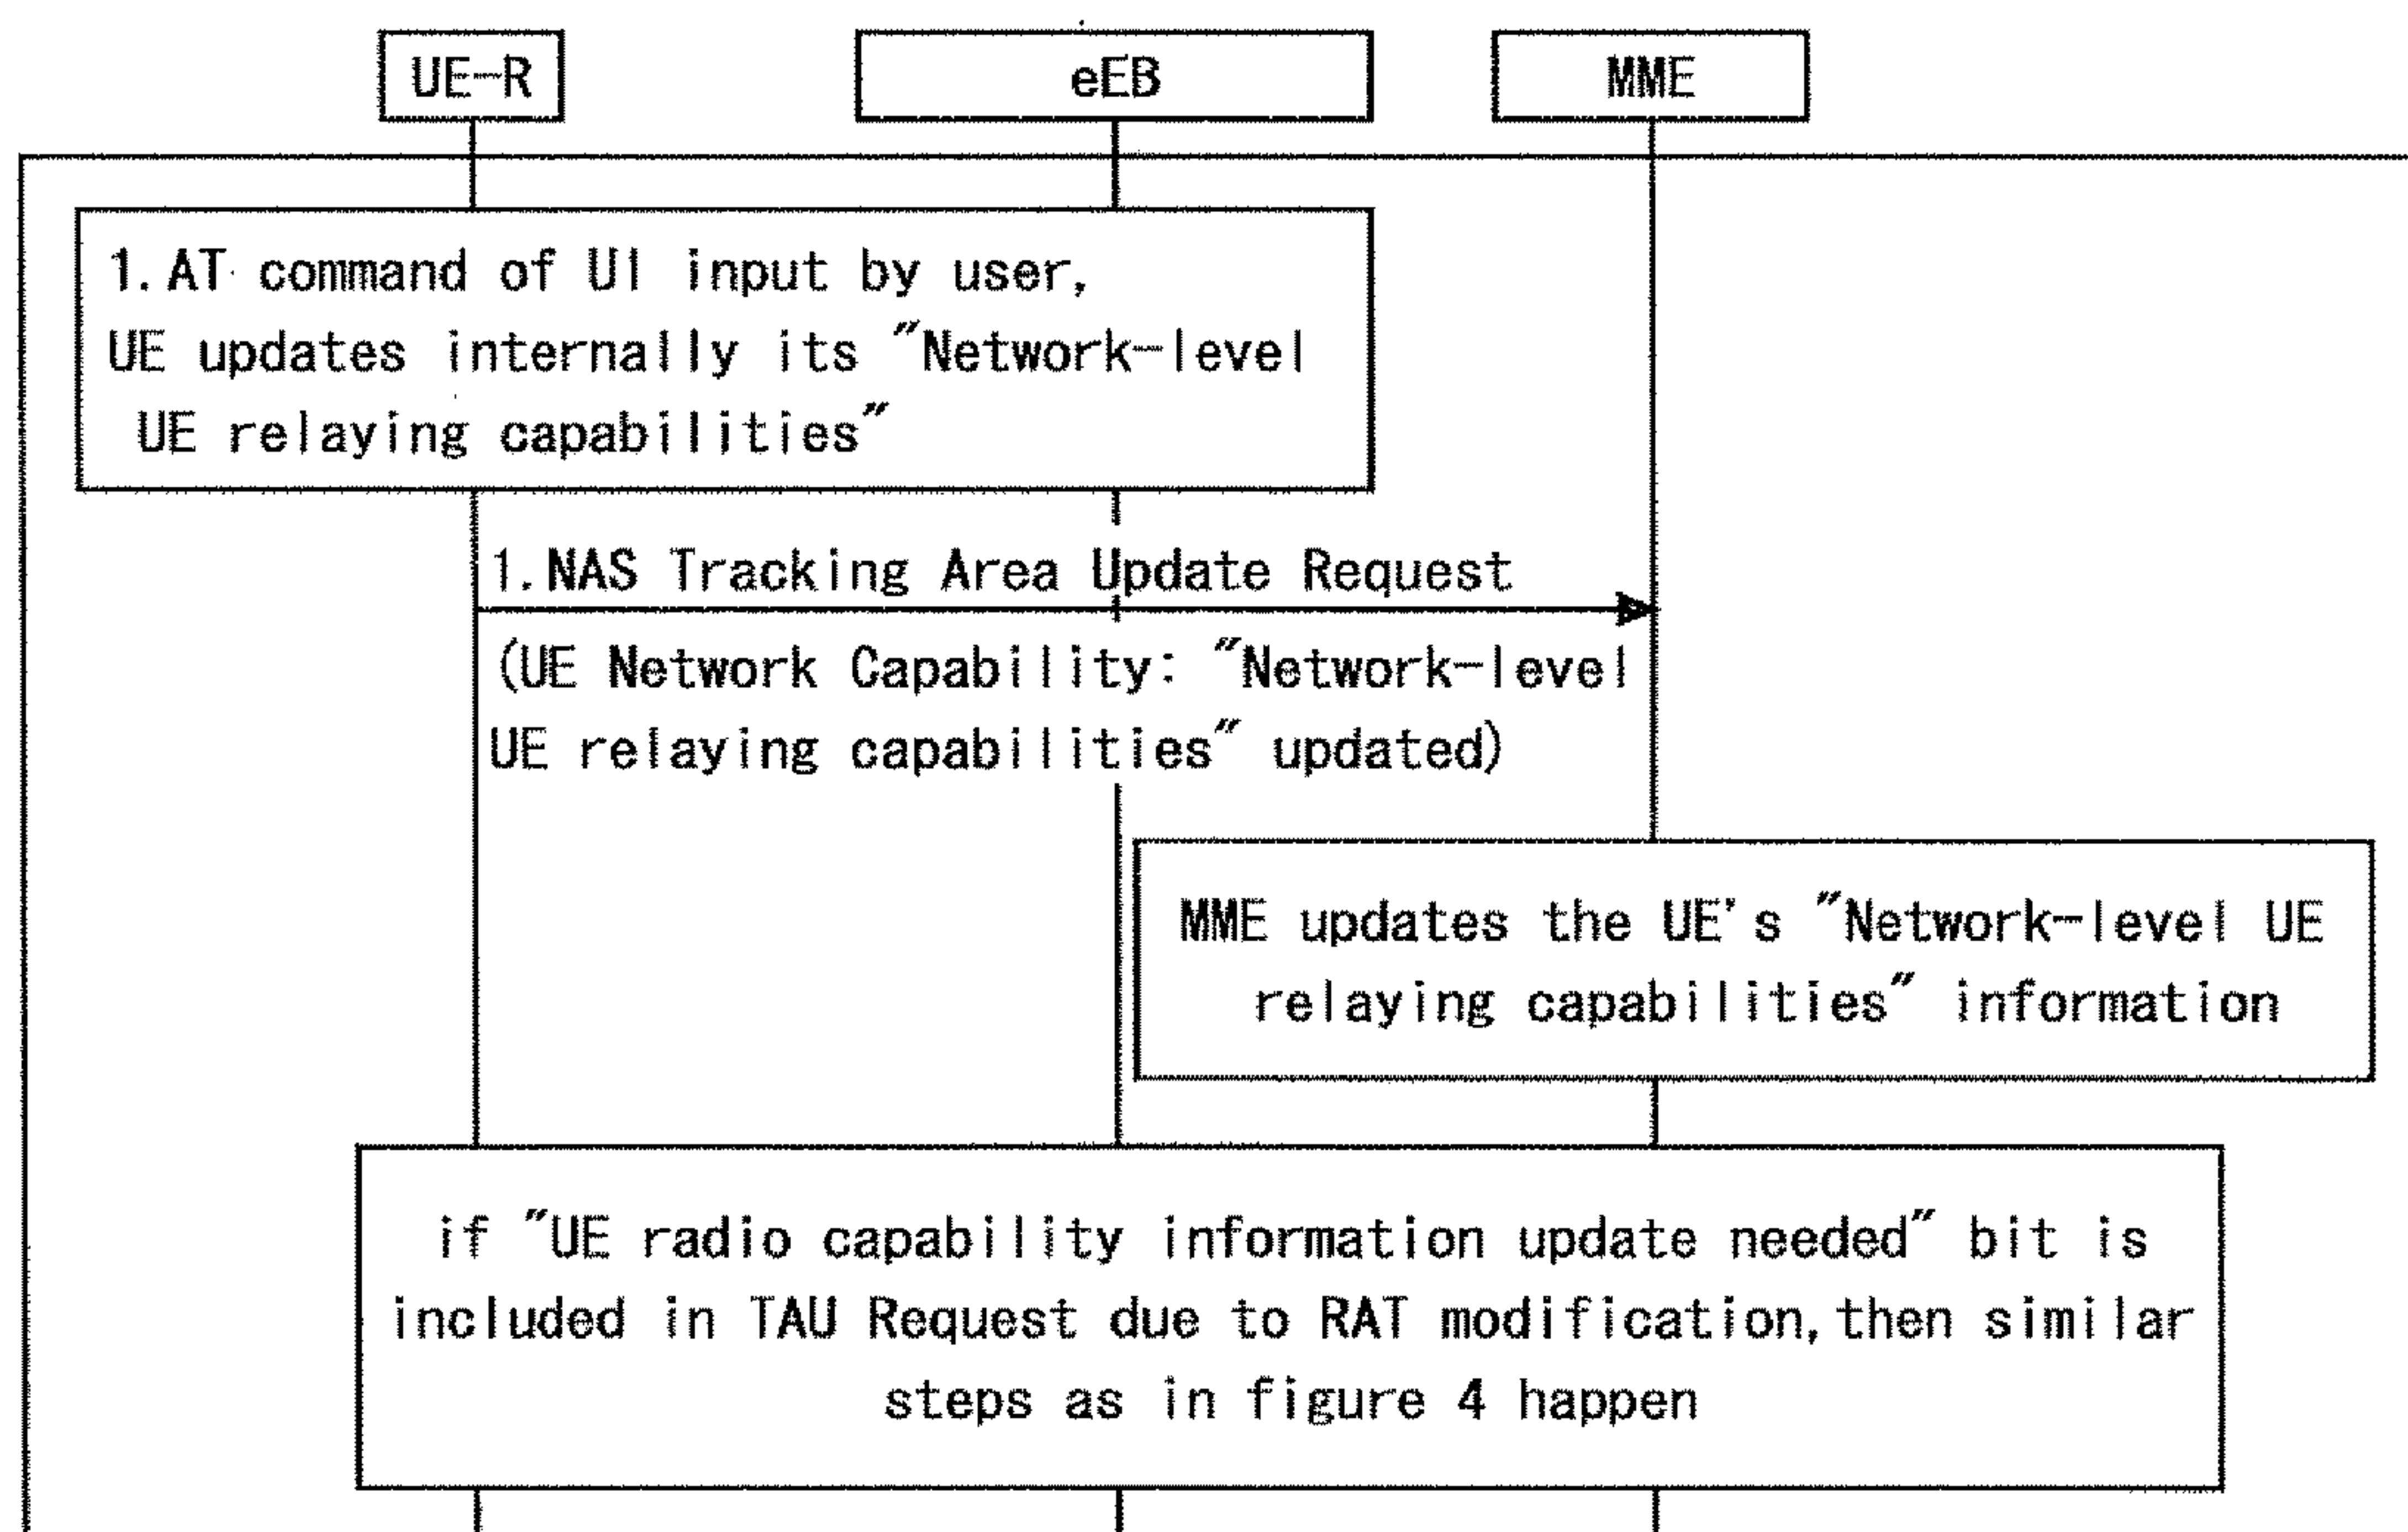 UE-R
eEB
MME
1. AT command of UI input by user,
UE updates internally its "Network-level
UE relaying capabilities"
1. NAS Tracking Area Update Request
(UE Network Capability: "Network-level
UE relaying capabilities" updated)
MME updates the UE's "Network-level UE
relaying capabilities" information
if "UE radio capability information update needed" bit is
included in TAU Request due to RAT modification, then similar
steps as in figure 4 happen